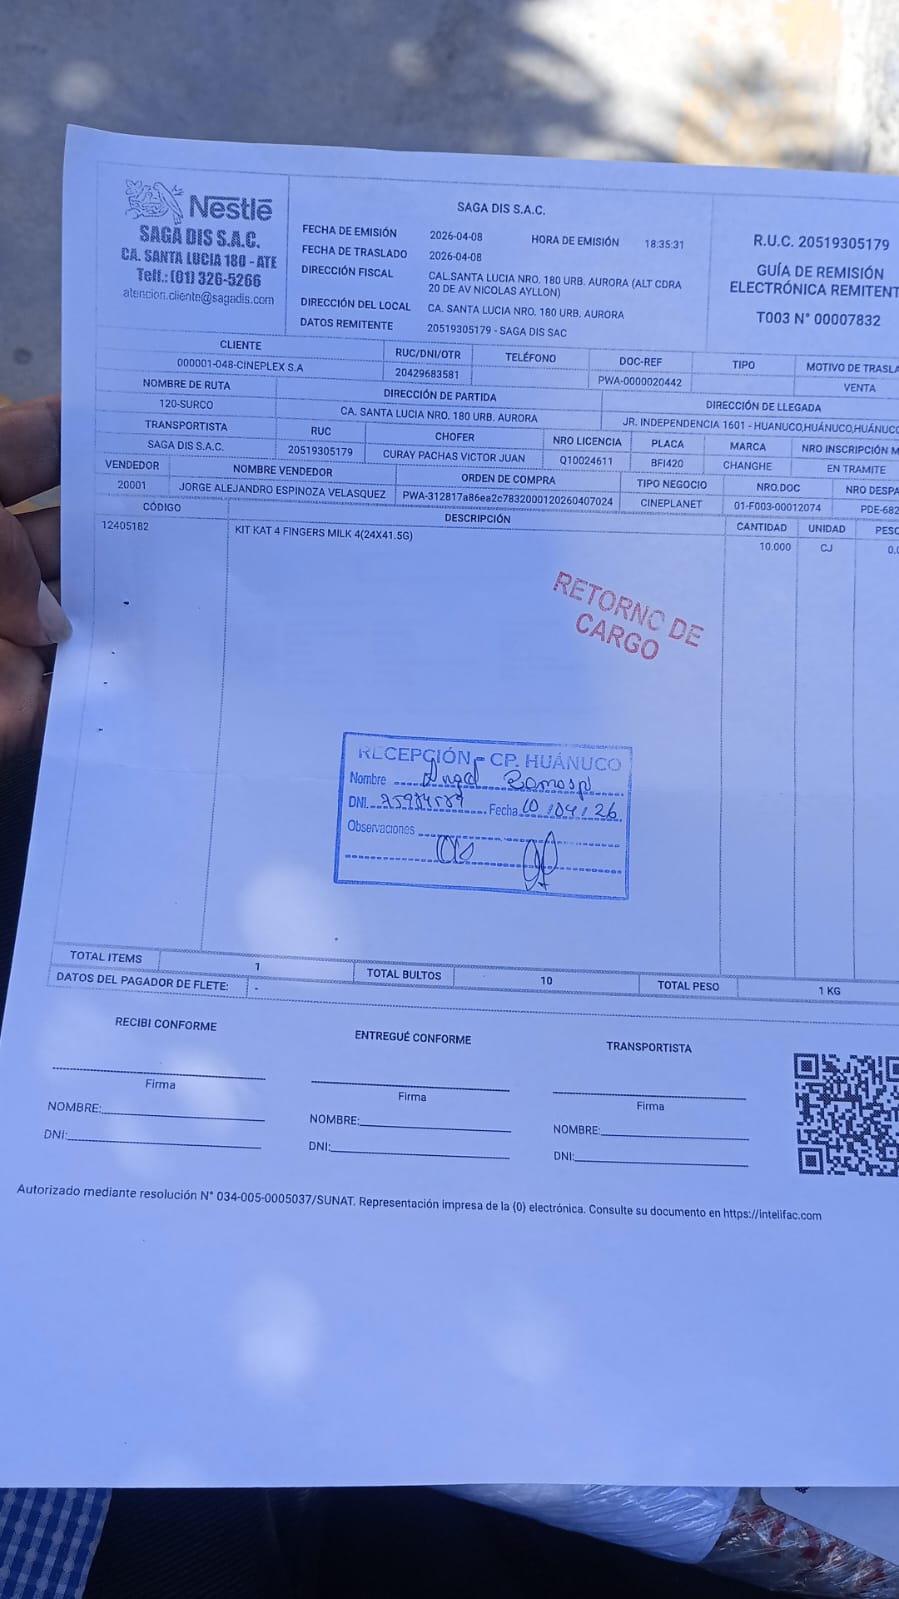 Nestlé
SAGA DIS S.A.C.
CA. SANTA LUCIA 180 - ATE
Telf.: (01) 326-5266
atencion.cliente@sagadis.com
SAGA DIS S.A.C.
FECHA DE EMISIÓN 2026-04-08 HORA DE EMISIÓN 18:35:31
FECHA DE TRASLADO 2026-04-08
DIRECCIÓN FISCAL CAL.SANTA LUCIA NRO. 180 URB. AURORA (ALT CDRA
20 DE AV NICOLAS AYLLON)
DIRECCIÓN DEL LOCAL CA. SANTA LUCIA NRO. 180 URB. AURORA
DATOS REMITENTE 20519305179 - SAGA DIS SAC
R.U.C. 20519305179
GUÍA DE REMISIÓN
ELECTRÓNICA REMITENT
T003 N° 00007832
CLIENTE RUC/DNI/OTR TELÉFONO DOC-REF TIPO MOTIVO DE TRASLA
000001-048-CINEPLEX S.A 20429683581 PWA-0000020442 VENTA
NOMBRE DE RUTA DIRECCIÓN DE PARTIDA DIRECCIÓN DE LLEGADA
120-SURCO CA. SANTA LUCIA NRO. 180 URB. AURORA JR. INDEPENDENCIA 1601 - HUANUCO,HUÁNUCO,HUÁNUCO
TRANSPORTISTA RUC CHOFER NRO LICENCIA PLACA MARCA NRO INSCRIPCIÓN M
SAGA DIS S.A.C. 20519305179 CURAY PACHAS VICTOR JUAN Q10024611 BFI420 CHANGHE EN TRAMITE
VENDEDOR NOMBRE VENDEDOR ORDEN DE COMPRA TIPO NEGOCIO NRO.DOC NRO DESPA
20001 JORGE ALEJANDRO ESPINOZA VELASQUEZ PWA-312817a86ea2c7832000120260407024 CINEPLANET 01-F003-00012074 PDE-682
CÓDIGO DESCRIPCIÓN CANTIDAD UNIDAD PESO
12405182 KIT KAT 4 FINGERS MILK 4(24X41.5G) 10.000 CJ 0.0
RETORNO DE
CARGO
RECEPCIÓN - CP. HUÁNUCO
Nombre
DNI. Fecha 10/04/26
Observaciones
TOTAL ITEMS 1 TOTAL BULTOS 10 TOTAL PESO 1 KG
DATOS DEL PAGADOR DE FLETE: -
RECIBI CONFORME ENTREGUÉ CONFORME TRANSPORTISTA
Firma Firma Firma
NOMBRE: NOMBRE: NOMBRE:
DNI: DNI: DNI:
Autorizado mediante resolución N° 034-005-0005037/SUNAT. Representación impresa de la (0) electrónica. Consulte su documento en https://intelifac.com